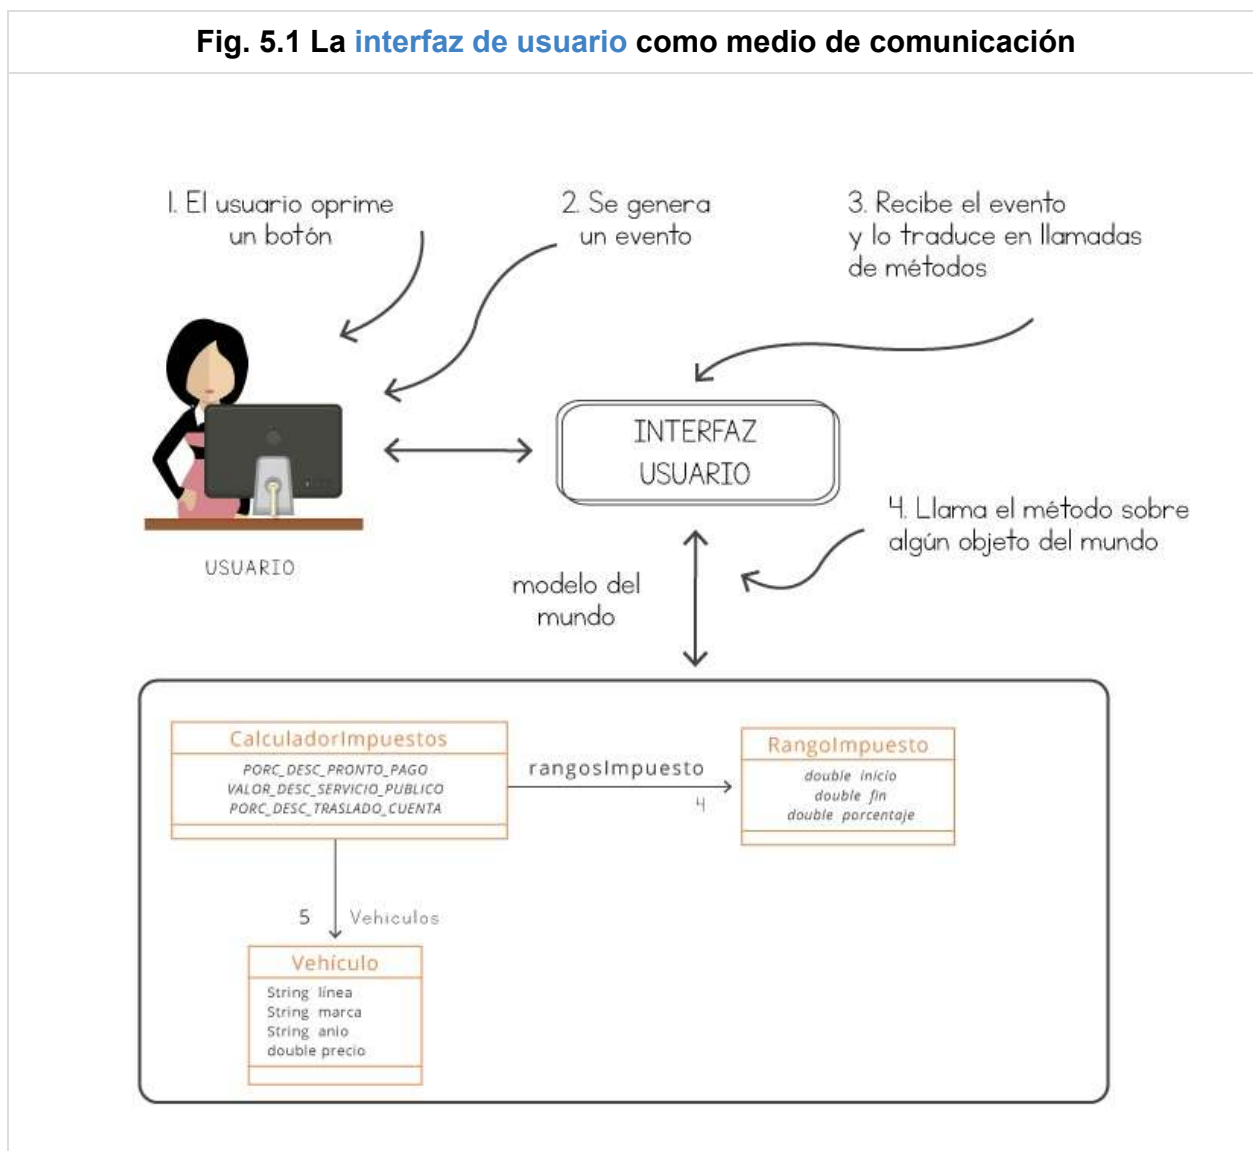 Fig. 5.1 La interfaz de usuario como medio de comunicación
1. El usuario oprime
un botón
2. Se genera
un evento
3. Recibe el evento
y lo traduce en llamadas
de métodos
INTERFAZ
USUARIO
4. Llama el método sobre
algún objeto del mundo
USUARIO
modelo del
mundo
CalculadorImpuestos
PORC_DESC_PRONTO_PAGO
VALOR_DESC_SERVICIO_PUBLICO
PORC_DESC_TRASLADO_CUENTA
rangosImpuesto
4
RangoImpuesto
double inicio
double fin
double porcentaje
5 Vehiculos
Vehículo
String línea
String marca
String anio
double precio